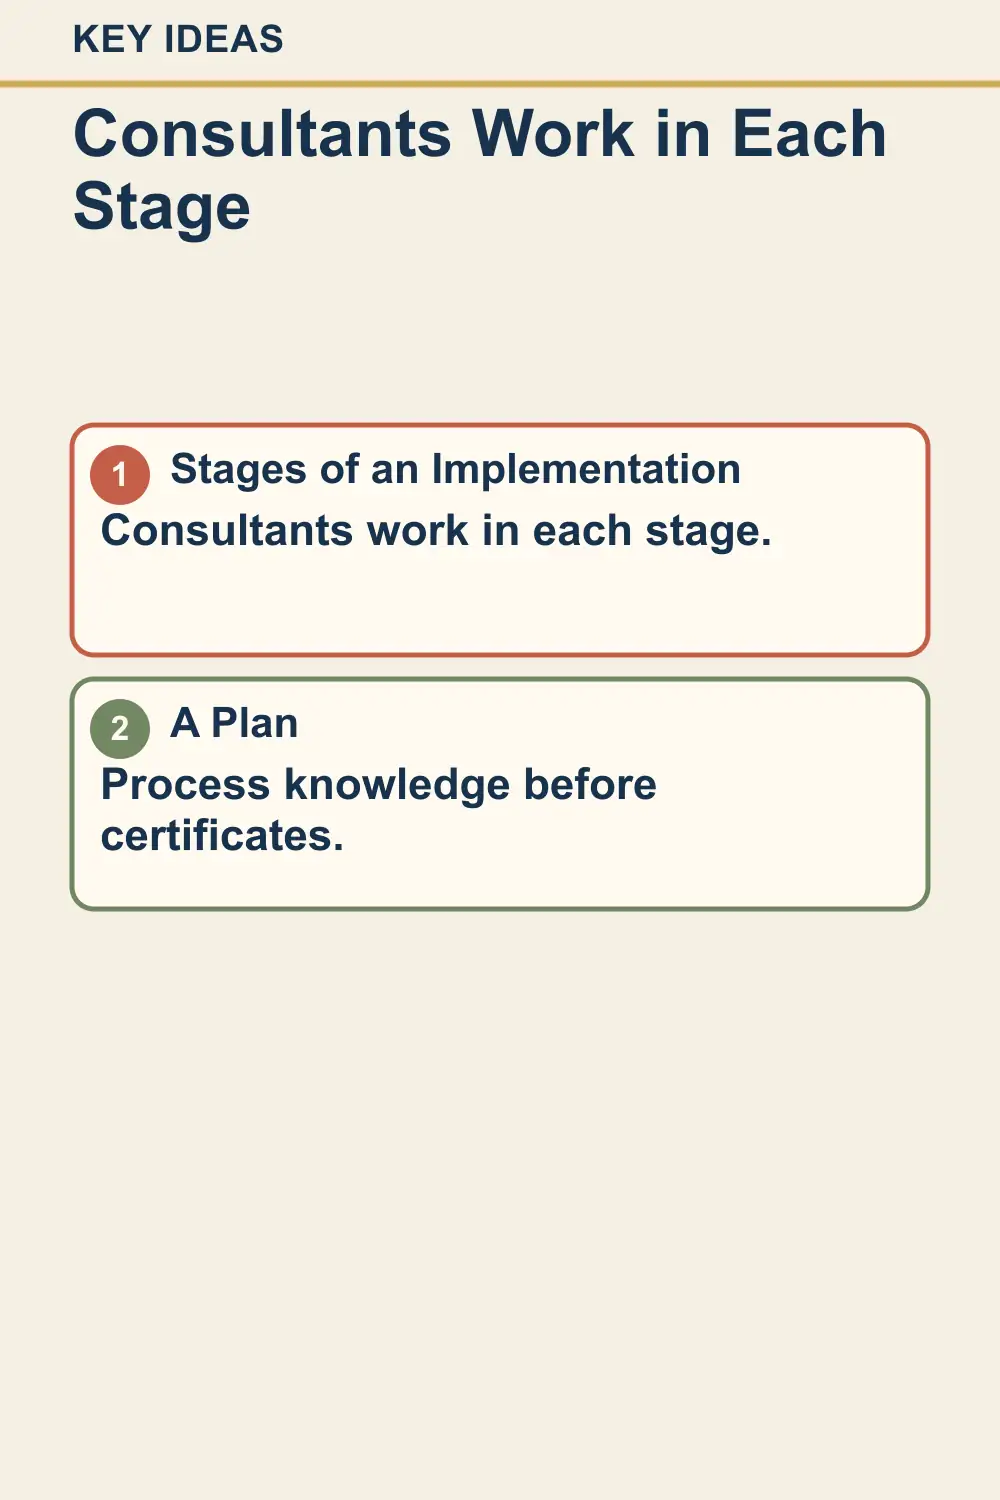 KEY IDEAS
Consultants Work in Each
Stage
1 Stages of an Implementation
Consultants work in each stage.
2 A Plan
Process knowledge before
certificates.